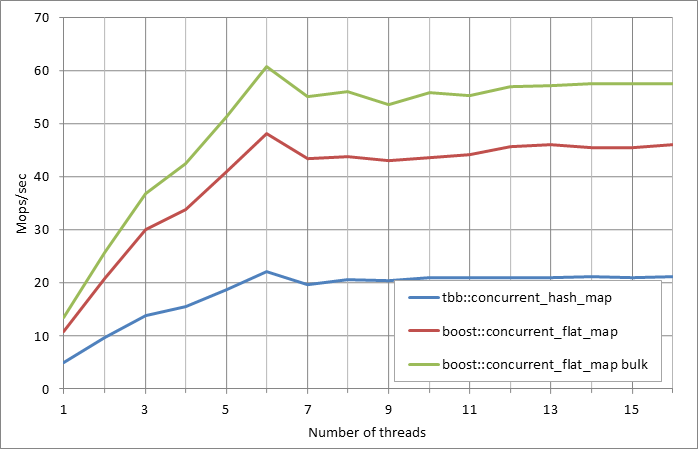 70
60
50
40
30
20
10
0
Mops/sec
tbb::concurrent_hash_map
boost::concurrent_flat_map
boost::concurrent_flat_map bulk
1 3 5 7 9 11 13 15
Number of threads